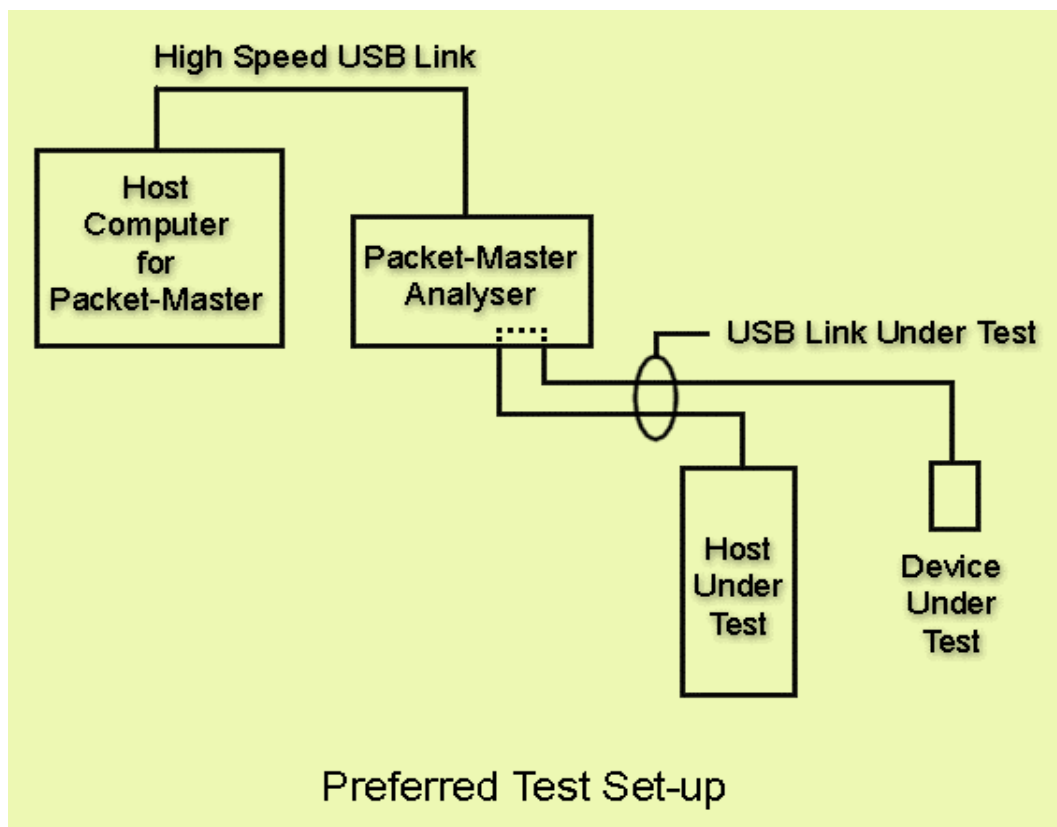 High Speed USB Link
Host
Computer
for
Packet-Master
Packet-Master
Analyser
USB Link Under Test
Host
Under
Test
Device
Under
Test
Preferred Test Set-up